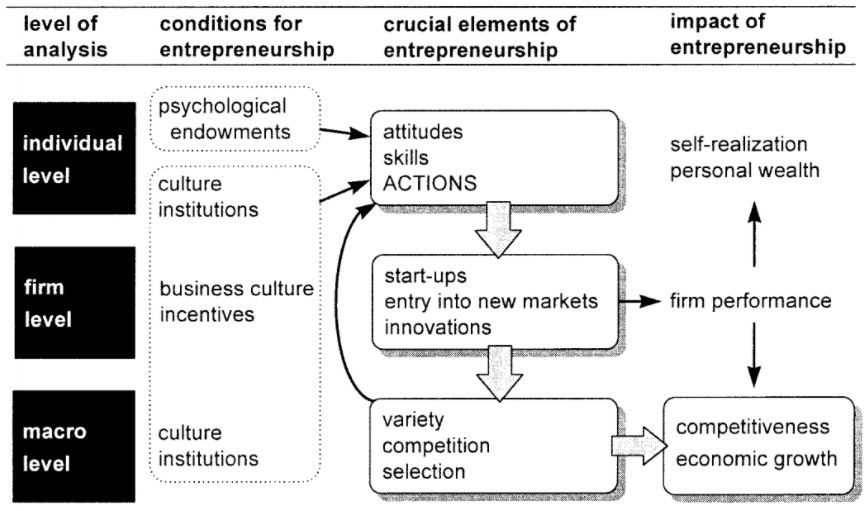 level of
analysis
conditions for
entrepreneurship
crucial elements of
entrepreneurship
impact of
entrepreneurship
individual
level
psychological
endowments
culture
institutions
attitudes
skills
ACTIONS
self-realization
personal wealth
firm
level
business culture
incentives
start-ups
entry into new markets
innovations
firm performance
macro
level
culture
institutions
variety
competition
selection
competitiveness
economic growth